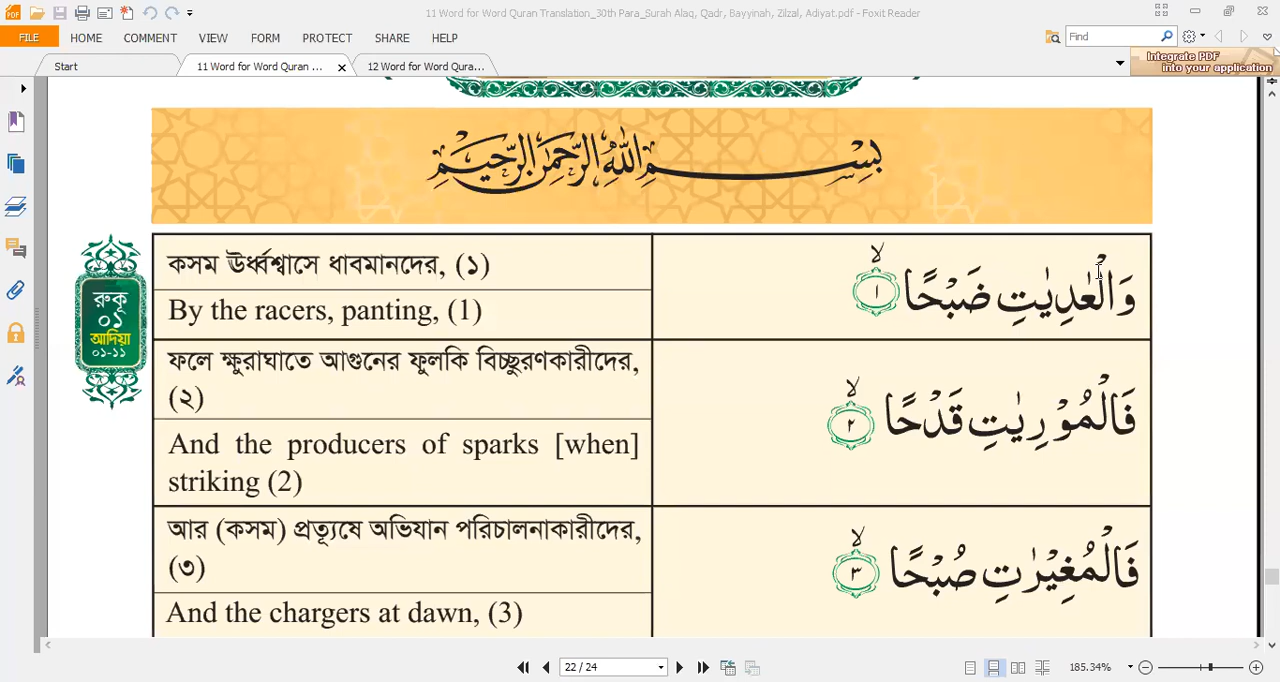 11 Word for Word Quran Translation_30th Para_Surah Alaq, Qadr, Bayyinah, Zilzal, Adiyat.pdf - Foxit Reader
FILE HOME COMMENT VIEW FORM PROTECT SHARE HELP
Find
Integrate PDF
into your application
Start
11 Word for Word Quran ...
12 Word for Word Qura...
بِسْمِ اللهِ الرَّحْمٰنِ الرَّحِيْمِ
রুকূ
০১
আদিয়া
০১-১১
কসম ঊর্ধ্বশ্বাসে ধাবমানদের, (১)
وَالْعٰدِيٰتِ ضَبْحًا ۙ ١
By the racers, panting, (1)
ফলে ক্ষুরাঘাতে আগুনের ফুলকি বিচ্ছুরণকারীদের,
(২)
فَالْمُوْرِيٰتِ قَدْحًا ۙ ٢
And the producers of sparks [when]
striking (2)
আর (কসম) প্রত্যূষে অভিযান পরিচালনাকারীদের,
(৩)
فَالْمُغِيْرٰتِ صُبْحًا ۙ ٣
And the chargers at dawn, (3)
22 / 24
185.34%